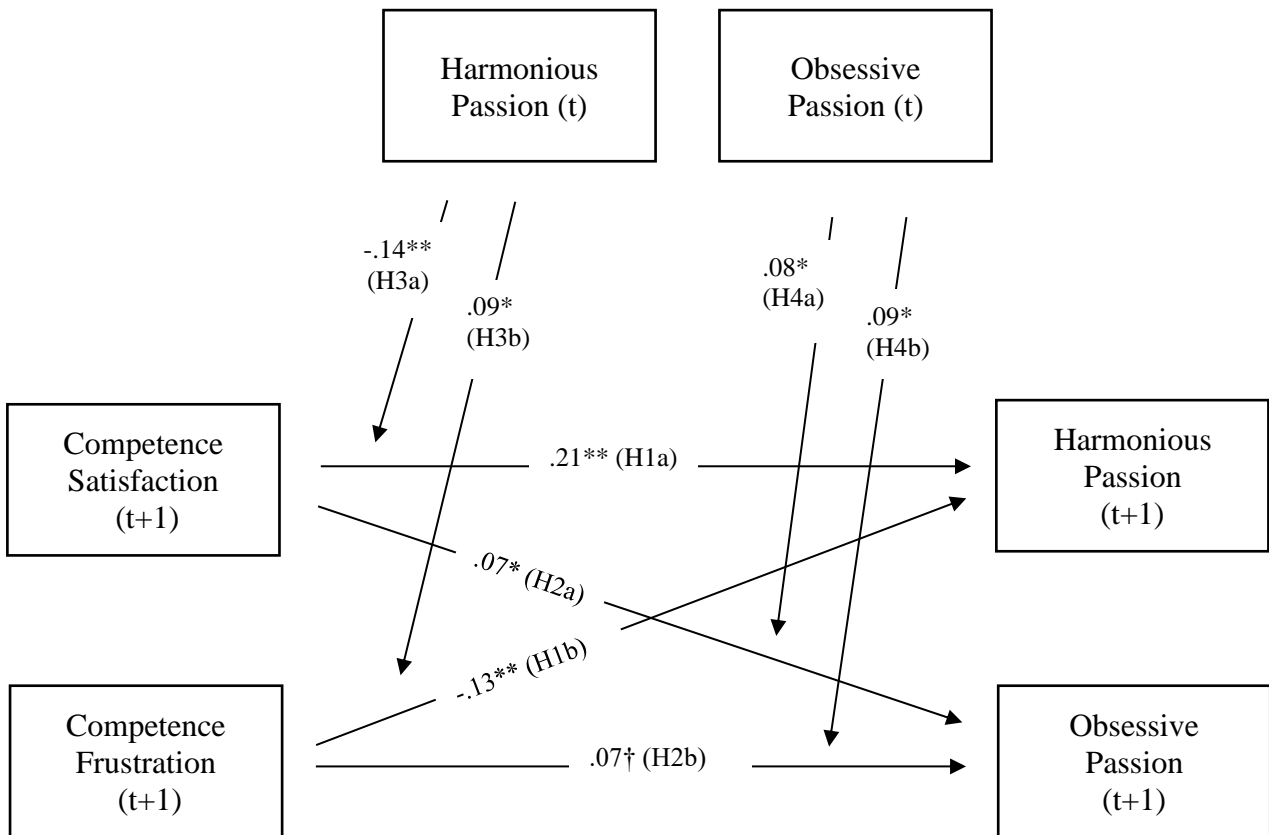 Harmonious
Passion (t)
Obsessive
Passion (t)
-.14**
(H3a)
.09*
(H3b)
.08*
(H4a)
.09*
(H4b)
Competence
Satisfaction
(t+1)
.21** (H1a)
Harmonious
Passion
(t+1)
.07* (H2a)
-.13** (H1b)
Competence
Frustration
(t+1)
.07† (H2b)
Obsessive
Passion
(t+1)